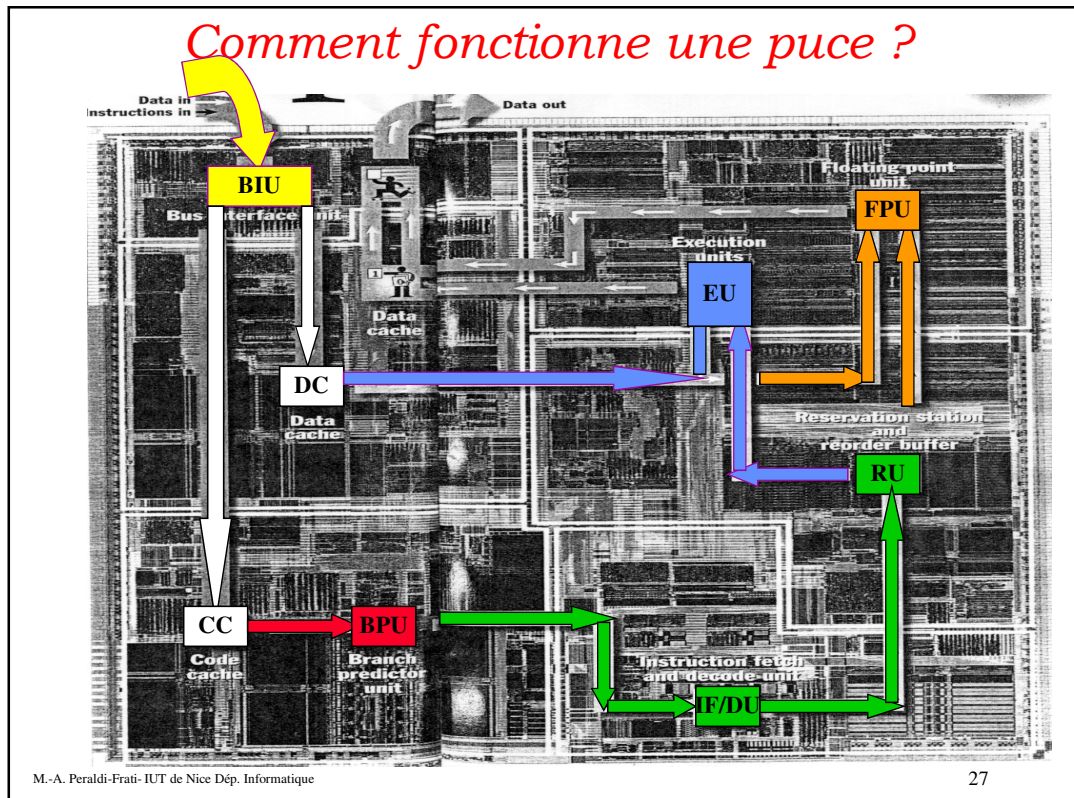 Comment fonctionne une puce ?
Data in
Instructions in
Data out
BIU
Bus interface unit
Floating point
unit
FPU
Execution
units
EU
1
Data
cache
DC
Data
cache
Reservation station
and
reorder buffer
RU
CC
BPU
Code
cache
Branch
predictor
unit
Instruction fetch
and decode unit
IF/DU
M.-A. Peraldi-Frati- IUT de Nice Dép. Informatique
27